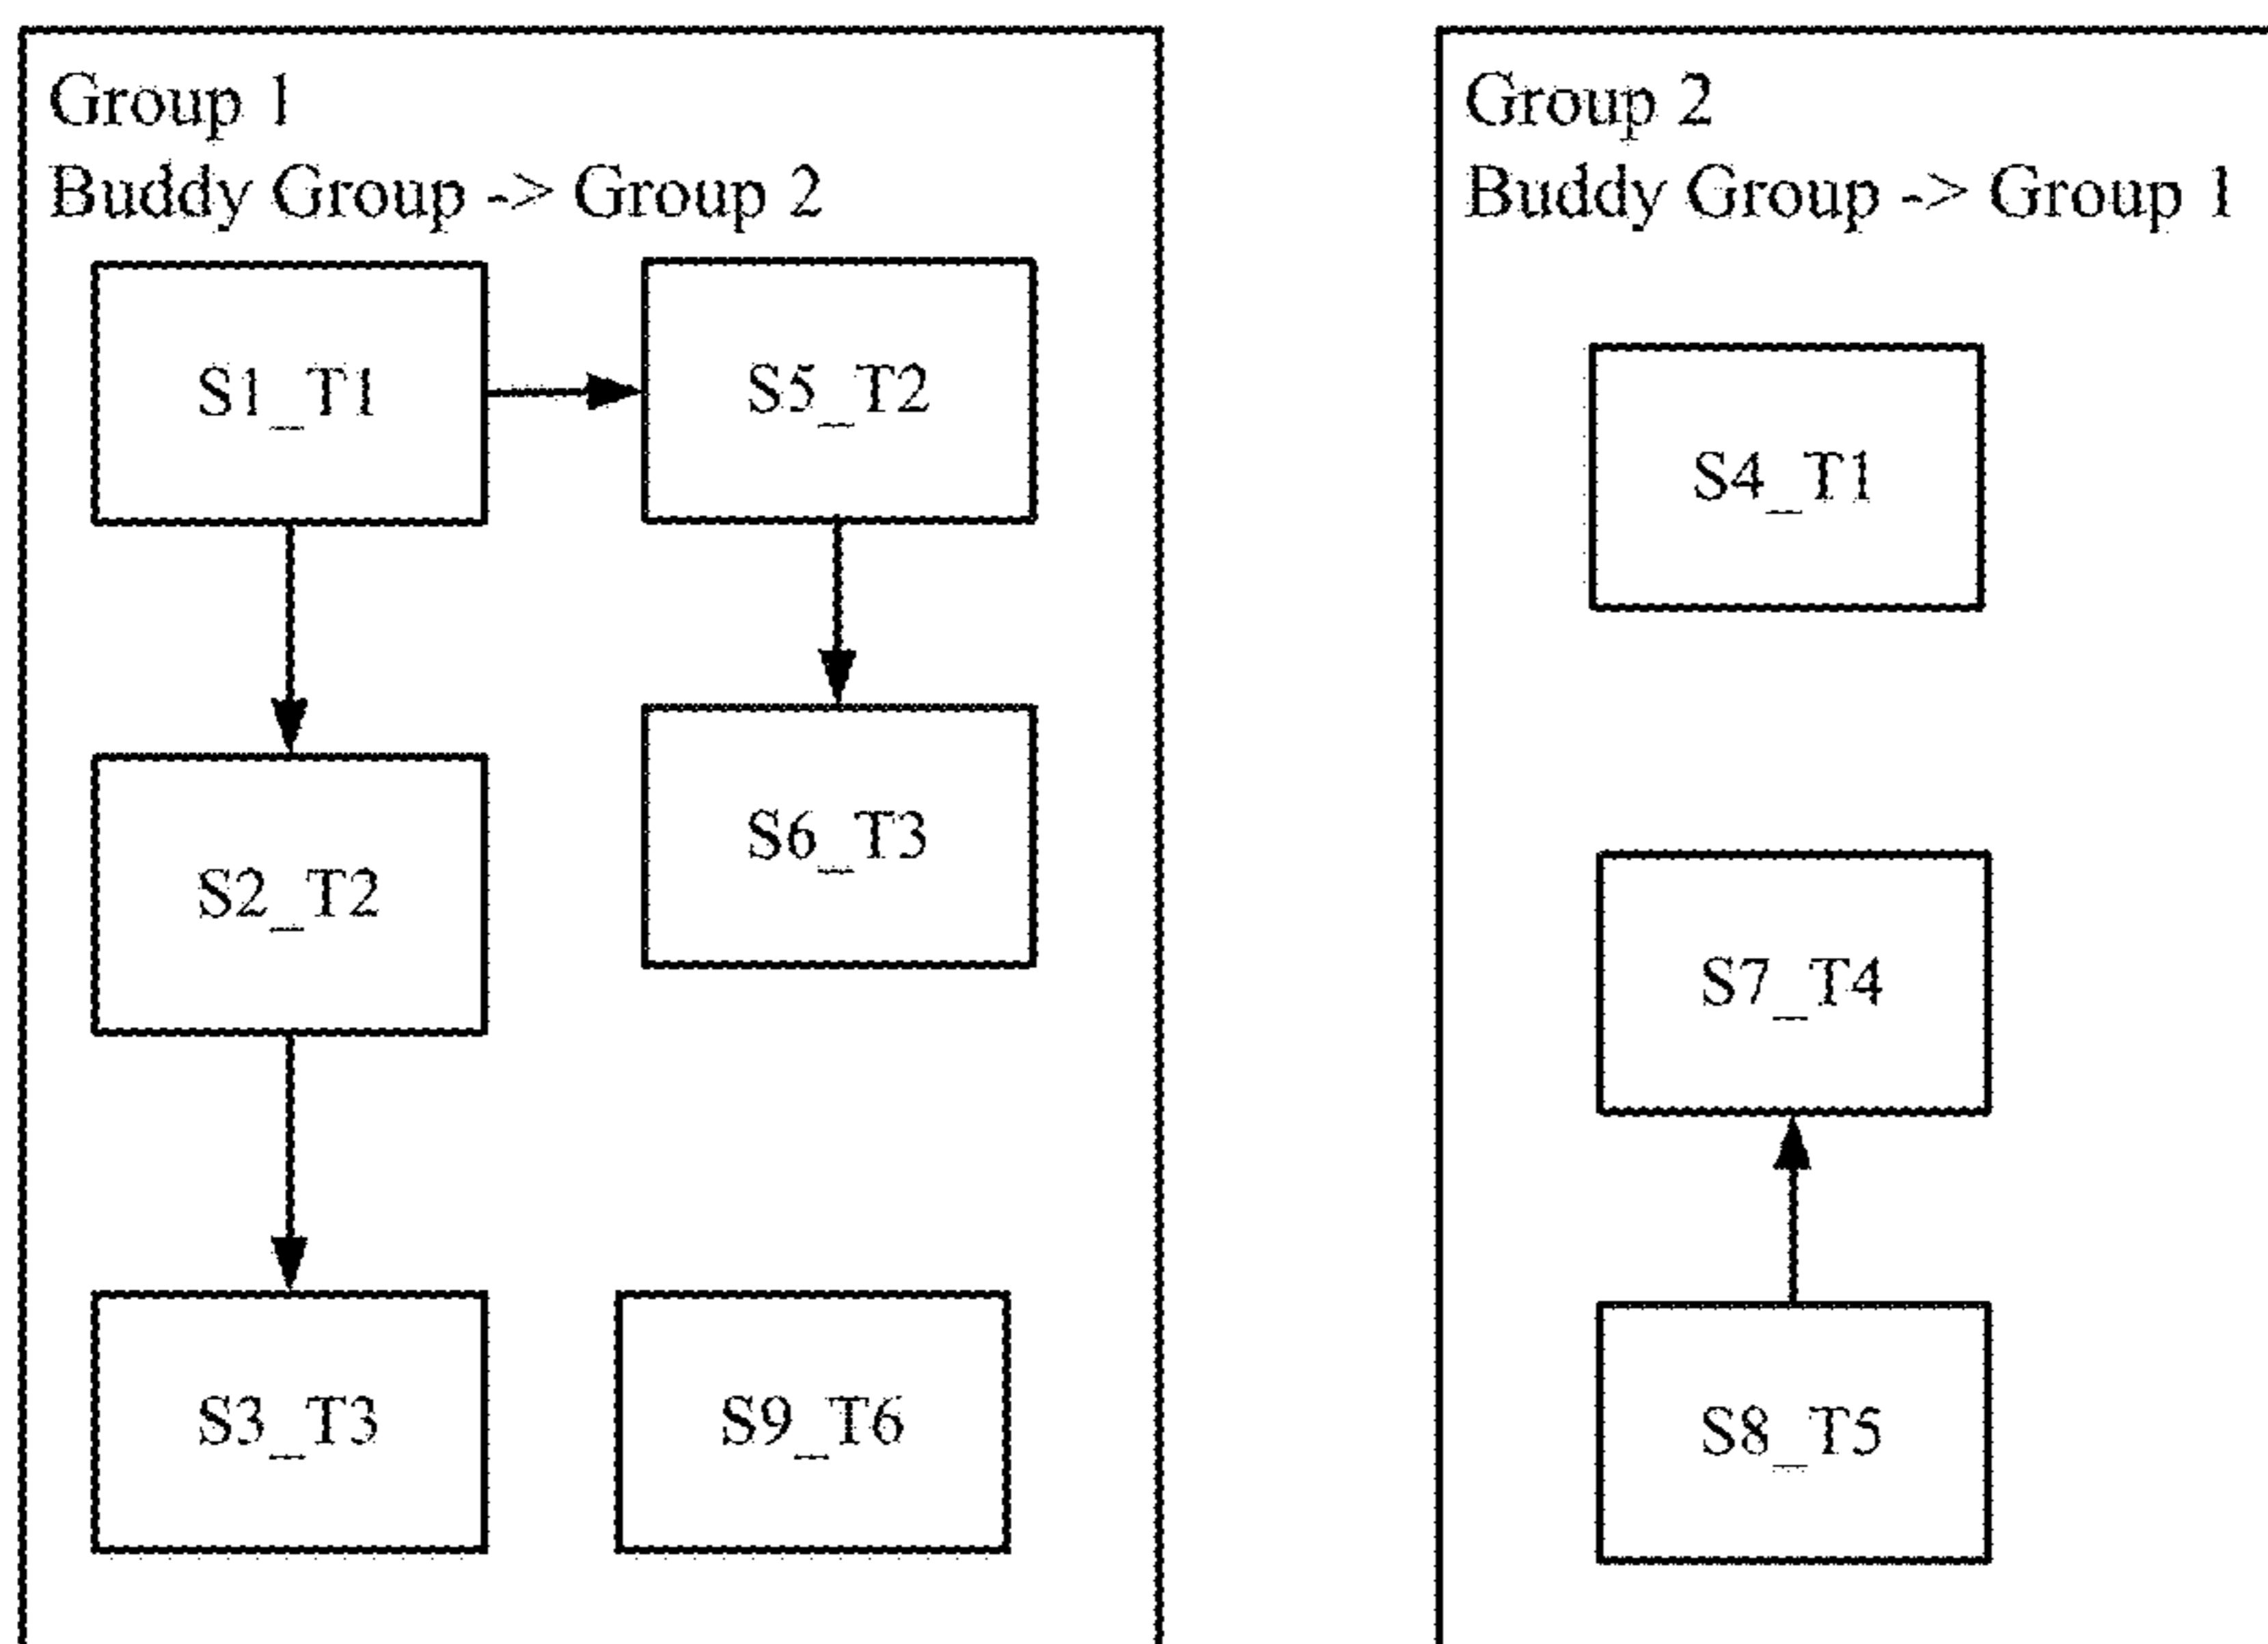 Group 1
Buddy Group -> Group 2
S1_T1
S5_T2
S2_T2
S6_T3
S3_T3
S9_T6
Group 2
Buddy Group -> Group 1
S4_T1
S7_T4
S8_T5